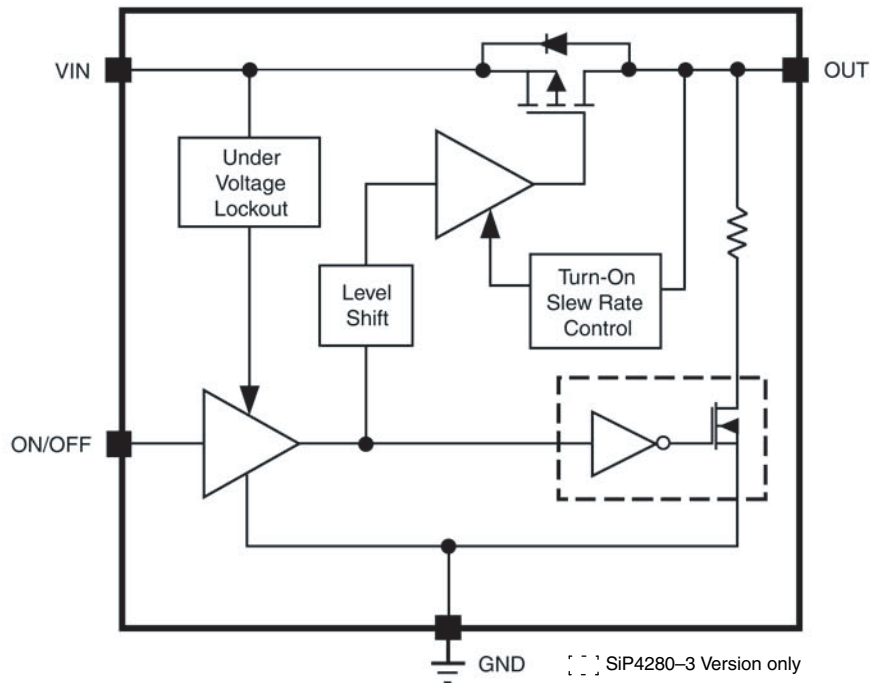 VIN
OUT
Under
Voltage
Lockout
Level
Shift
Turn-On
Slew Rate
Control
ON/OFF
GND
SiP4280–3 Version only